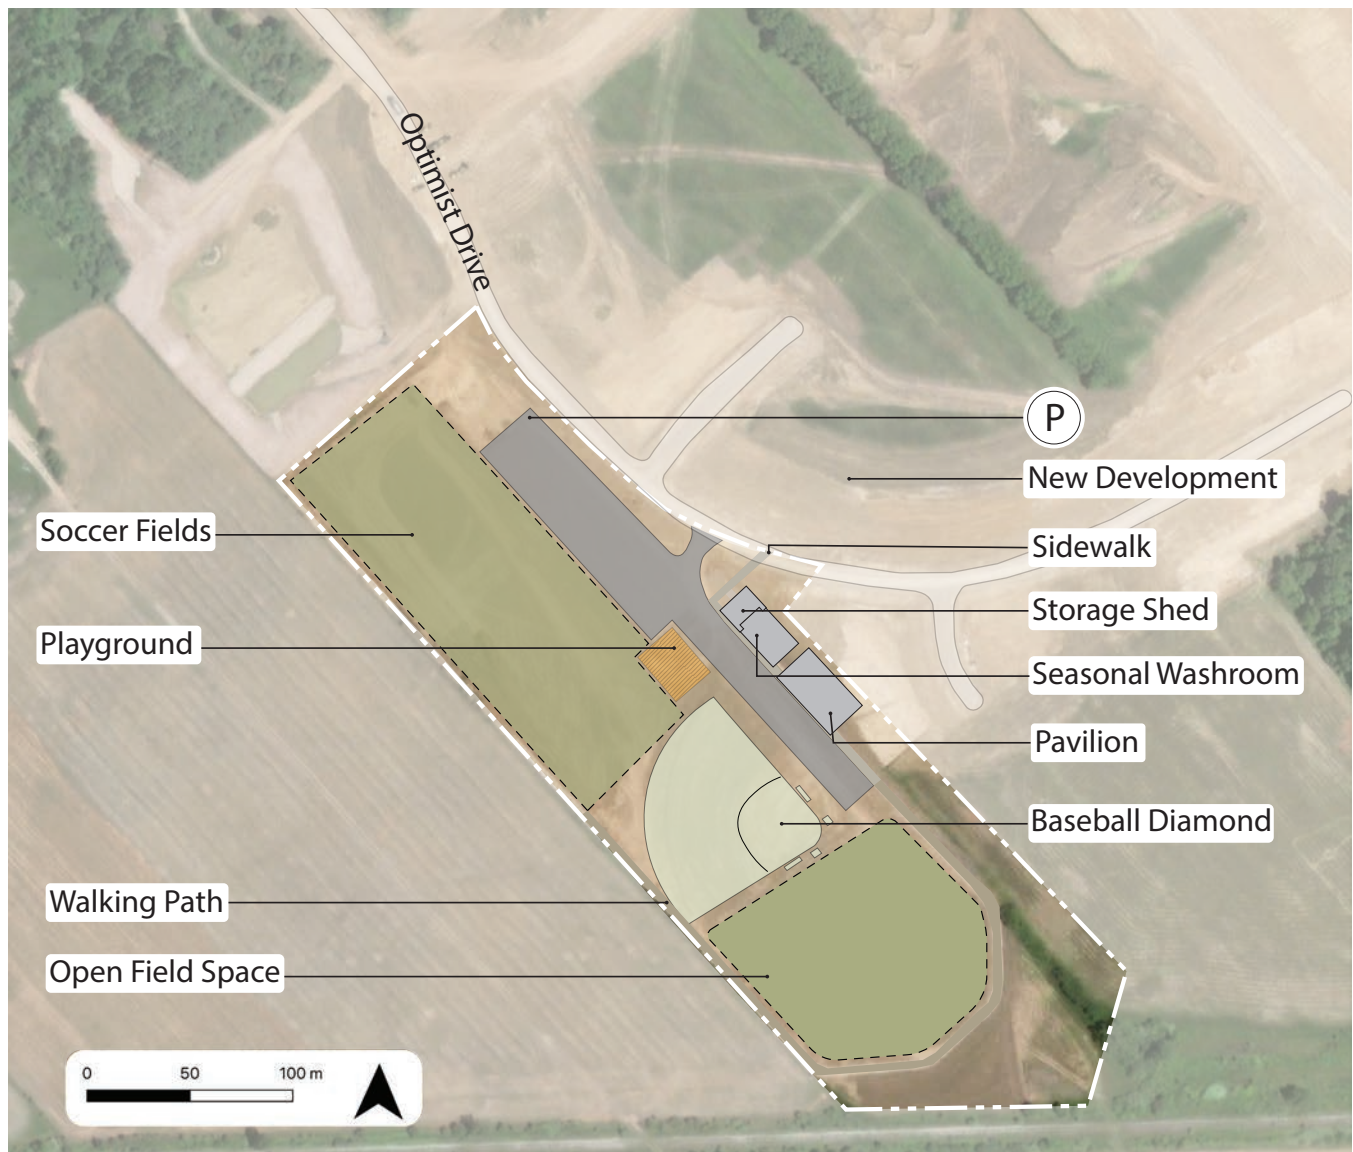 Optimist Drive
P
New Development
Soccer Fields
Sidewalk
Storage Shed
Playground
Seasonal Washroom
Pavilion
Baseball Diamond
Walking Path
Open Field Space
0 50 100 m